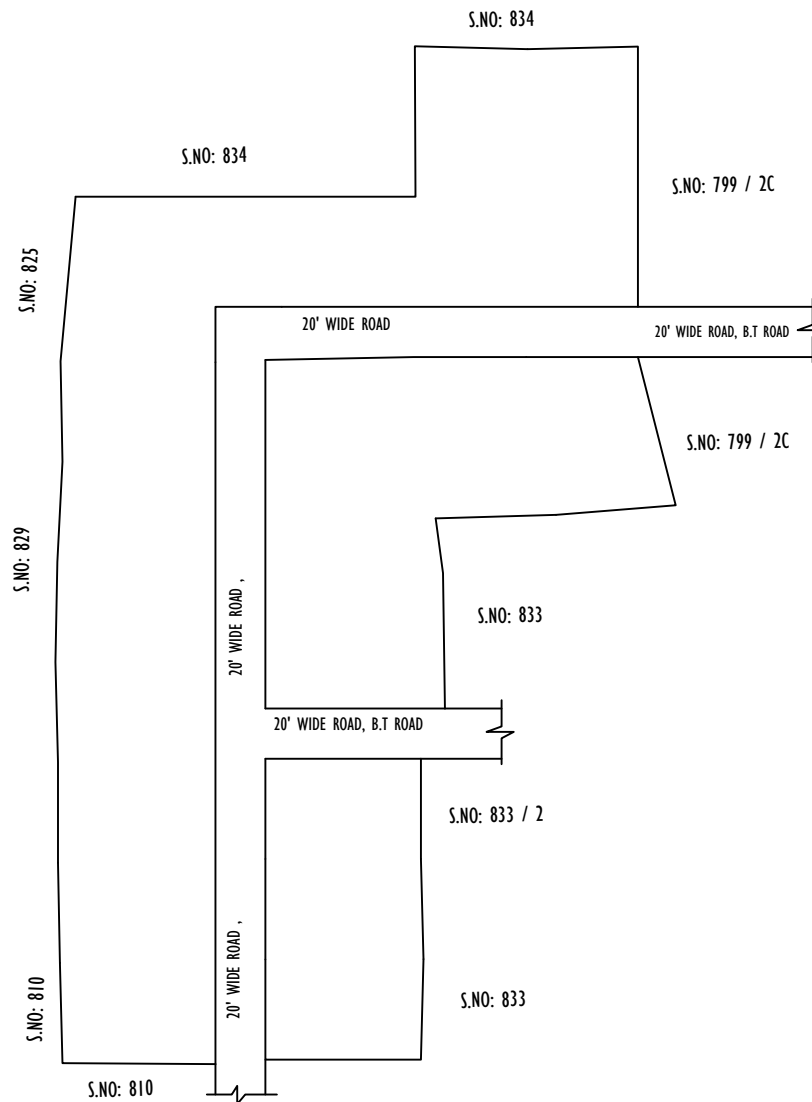 S.NO: 834
S.NO: 834
S.NO: 799 / 2C
S.NO: 825
20' WIDE ROAD
20' WIDE ROAD, B.T ROAD
S.NO: 799 / 2C
S.NO: 829
20' WIDE ROAD ,
S.NO: 833
20' WIDE ROAD, B.T ROAD
S.NO: 833 / 2
20' WIDE ROAD ,
S.NO: 810
S.NO: 833
S.NO: 810